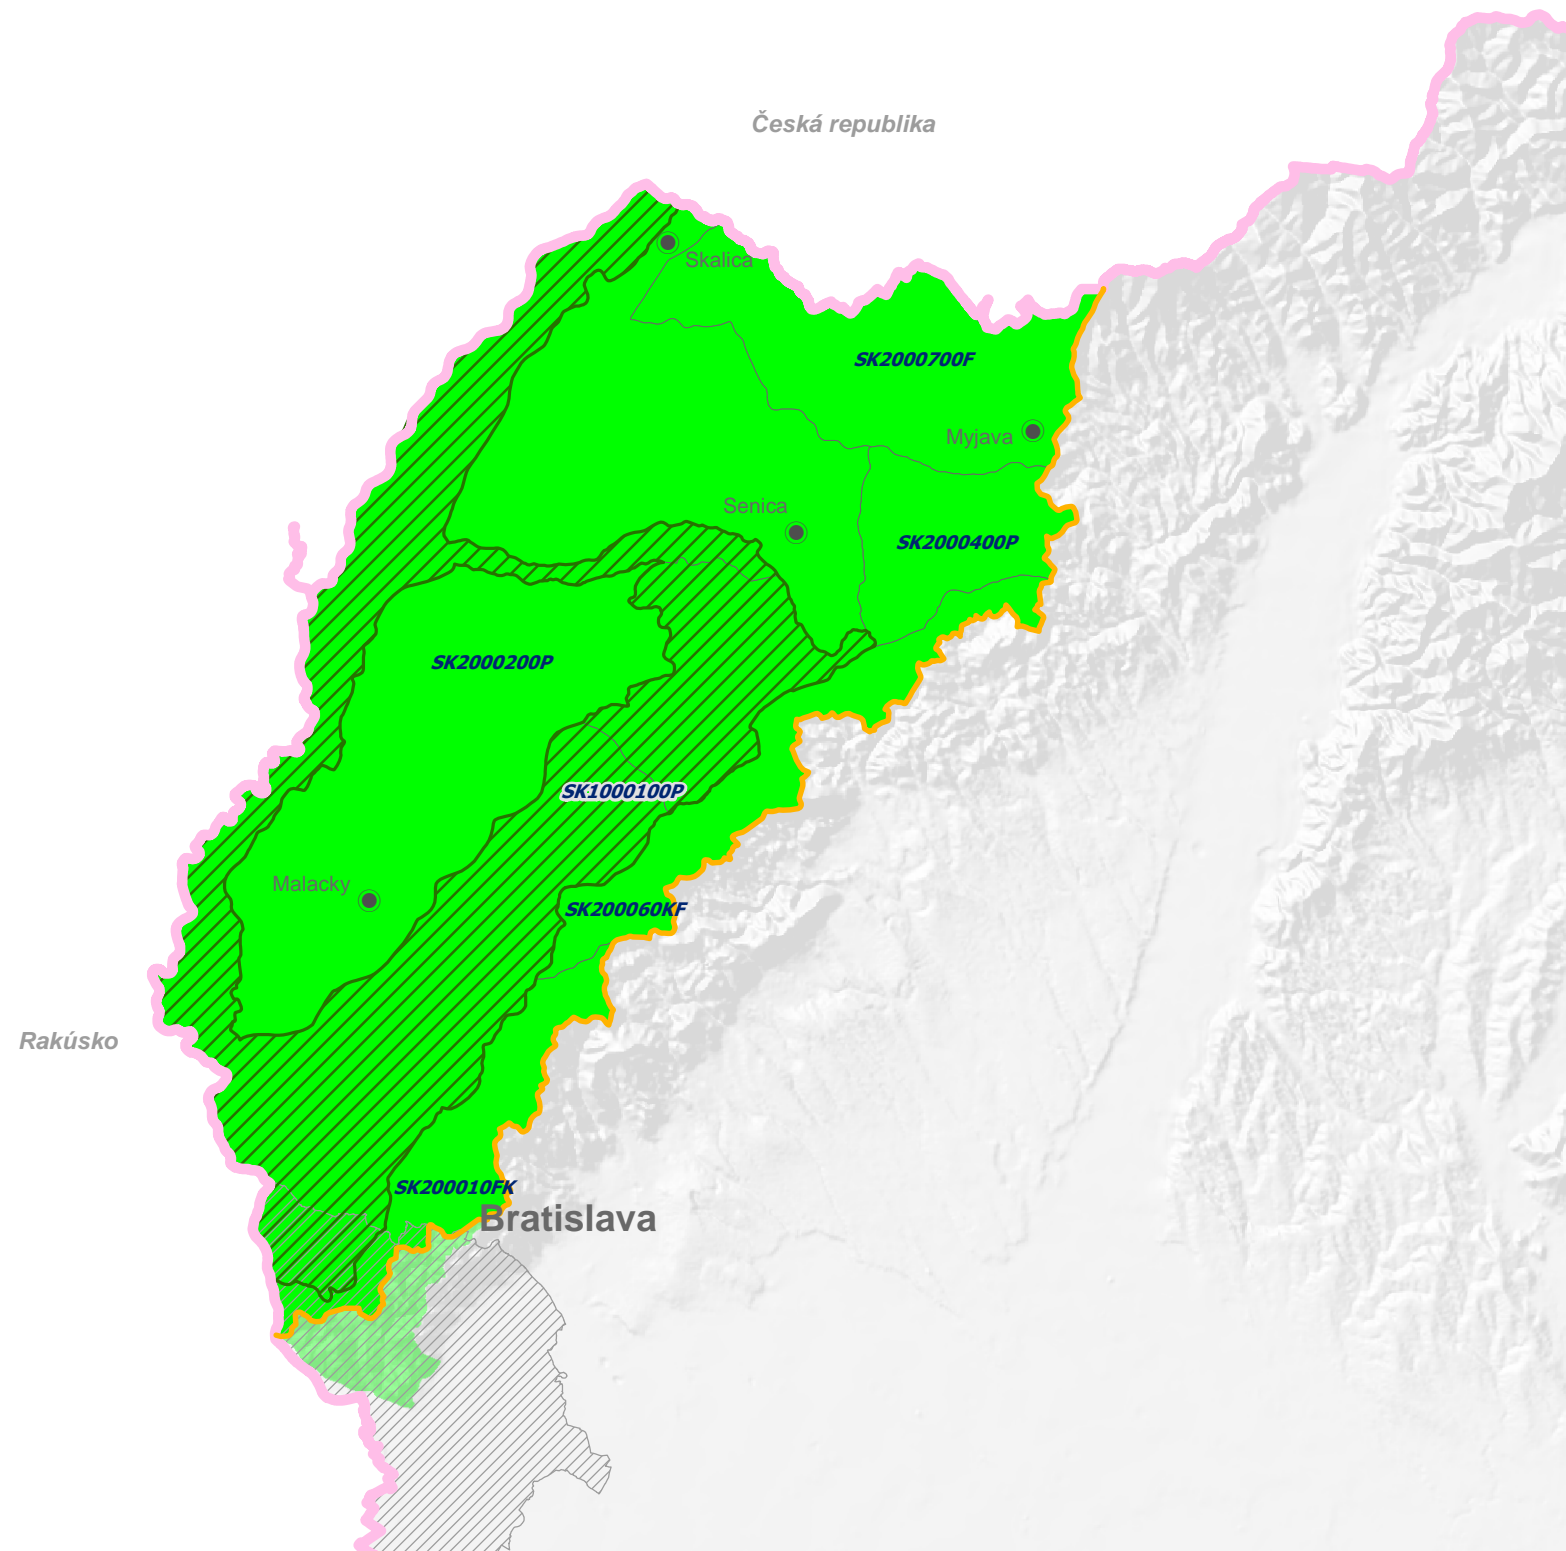 Česká republika
Skalica
SK2000700F
Myjava
Senica
SK2000400P
SK2000200P
SK1000100P
Malacky
SK200060KF
Rakúsko
SK200010FK
Bratislava